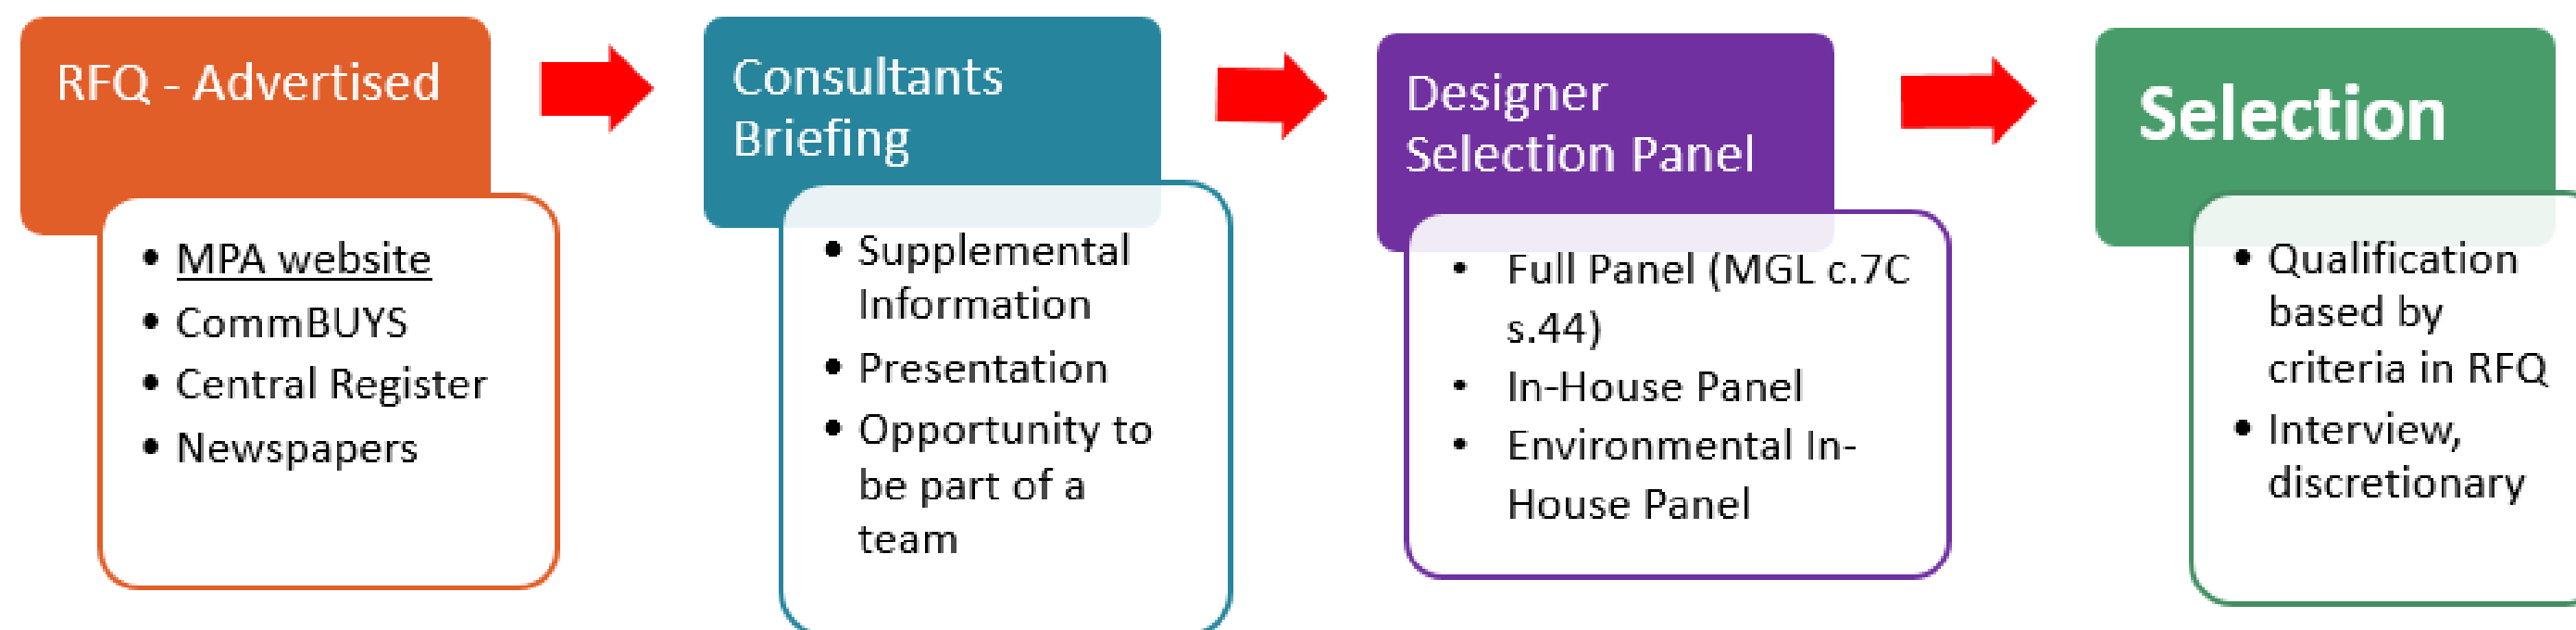 RFQ - Advertised
• MPA website
• CommBUYS
• Central Register
• Newspapers
Consultants
Briefing
• Supplemental
Information
• Presentation
• Opportunity to
be part of a
team
Designer
Selection Panel
• Full Panel (MGL c.7C
s.44)
• In-House Panel
• Environmental In-
House Panel
Selection
• Qualification
based by
criteria in RFQ
• Interview,
discretionary